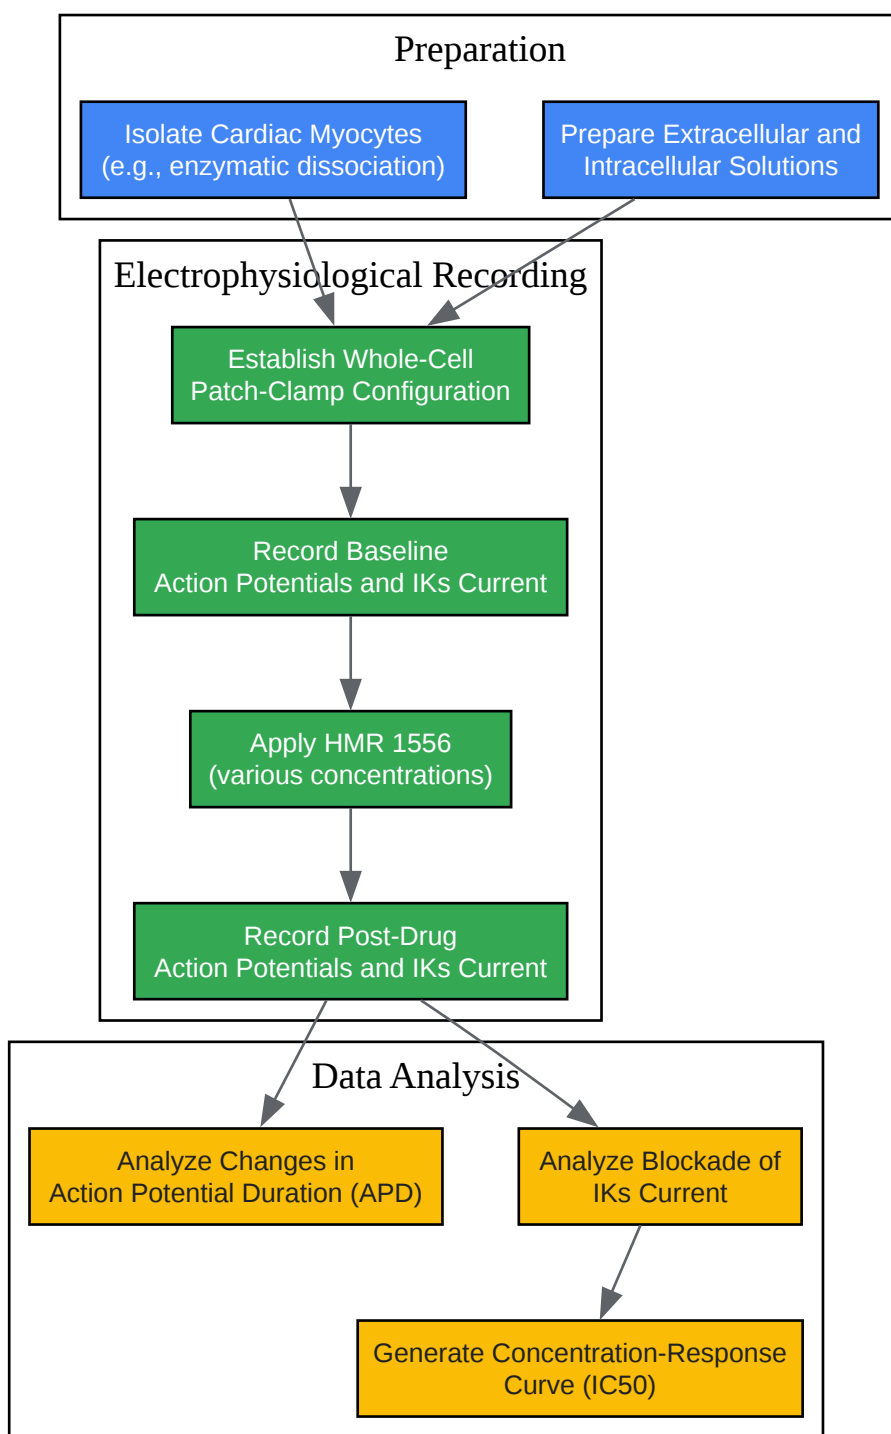 Preparation
Isolate Cardiac Myocytes
(e.g., enzymatic dissociation)
Prepare Extracellular and
Intracellular Solutions
Electrophysiological Recording
Establish Whole-Cell
Patch-Clamp Configuration
Record Baseline
Action Potentials and IKs Current
Apply HMR 1556
(various concentrations)
Record Post-Drug
Action Potentials and IKs Current
Data Analysis
Analyze Changes in
Action Potential Duration (APD)
Analyze Blockade of
IKs Current
Generate Concentration-Response
Curve (IC50)